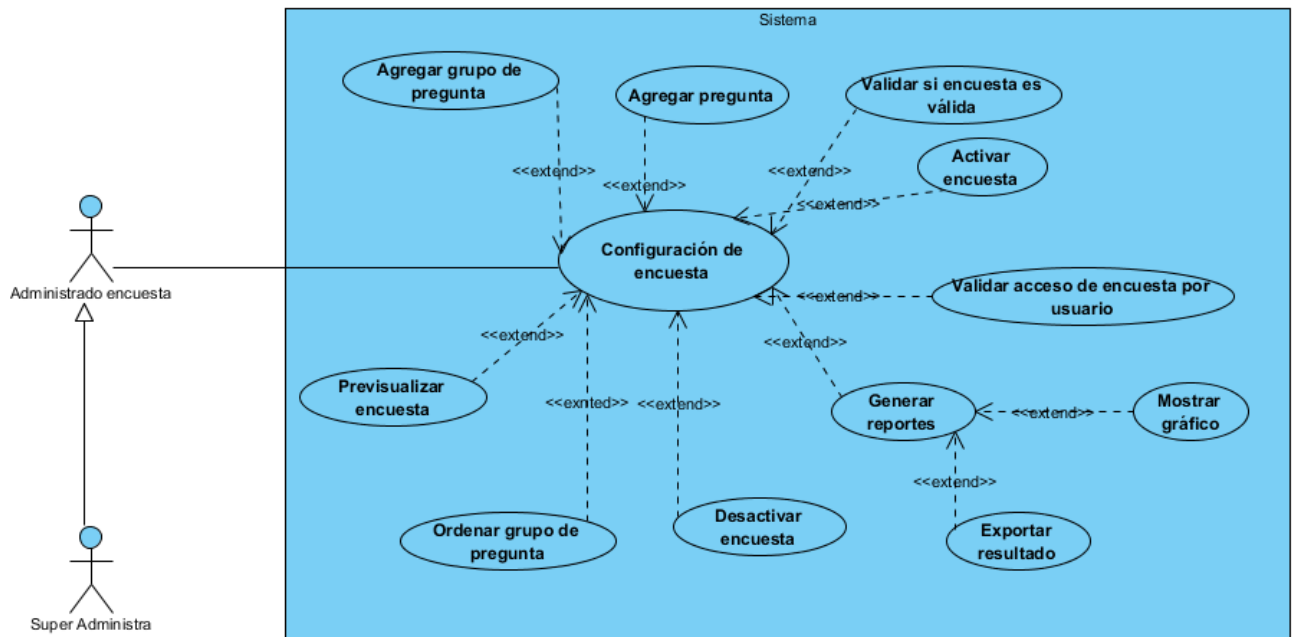 Sistema
Agregar grupo de
pregunta
Agregar pregunta
Validar si encuesta es
válida
Activar
encuesta
<<extend>>
<<extend>>
<<extend>>
<<extend>>
Configuración de
encuesta
Administrado encuesta
Validar acceso de encuesta por
usuario
<<extend>>
<<extend>>
<<extend>>
Previsualizar
encuesta
<<exnted>>
<<extend>>
Generar
reportes
<<extend>>
Mostrar
gráfico
<<extend>>
Ordenar grupo de
pregunta
Desactivar
encuesta
Exportar
resultado
Super Administra